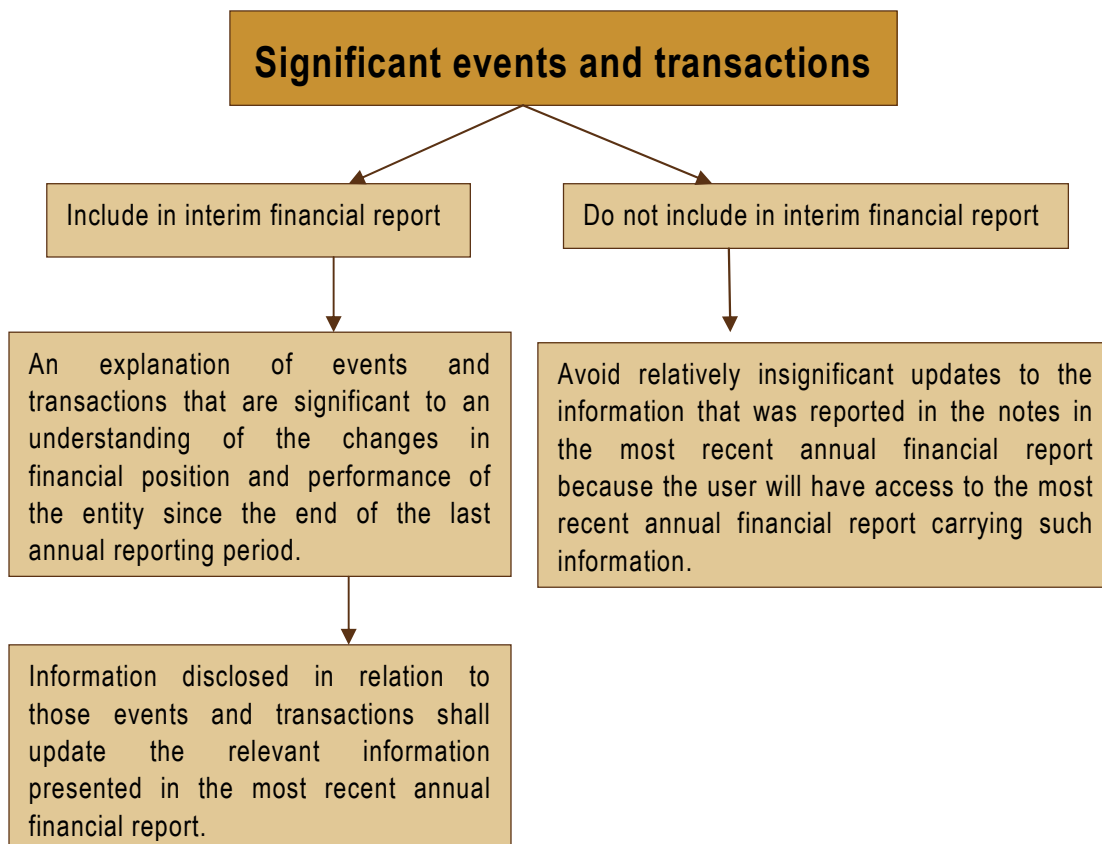 Significant events and transactions
Include in interim financial report
Do not include in interim financial report
An explanation of events and
transactions that are significant to an
understanding of the changes in
financial position and performance of
the entity since the end of the last
annual reporting period.
Avoid relatively insignificant updates to the
information that was reported in the notes in
the most recent annual financial report
because the user will have access to the most
recent annual financial report carrying such
information.
Information disclosed in relation to
those events and transactions shall
update the relevant information
presented in the most recent annual
financial report.